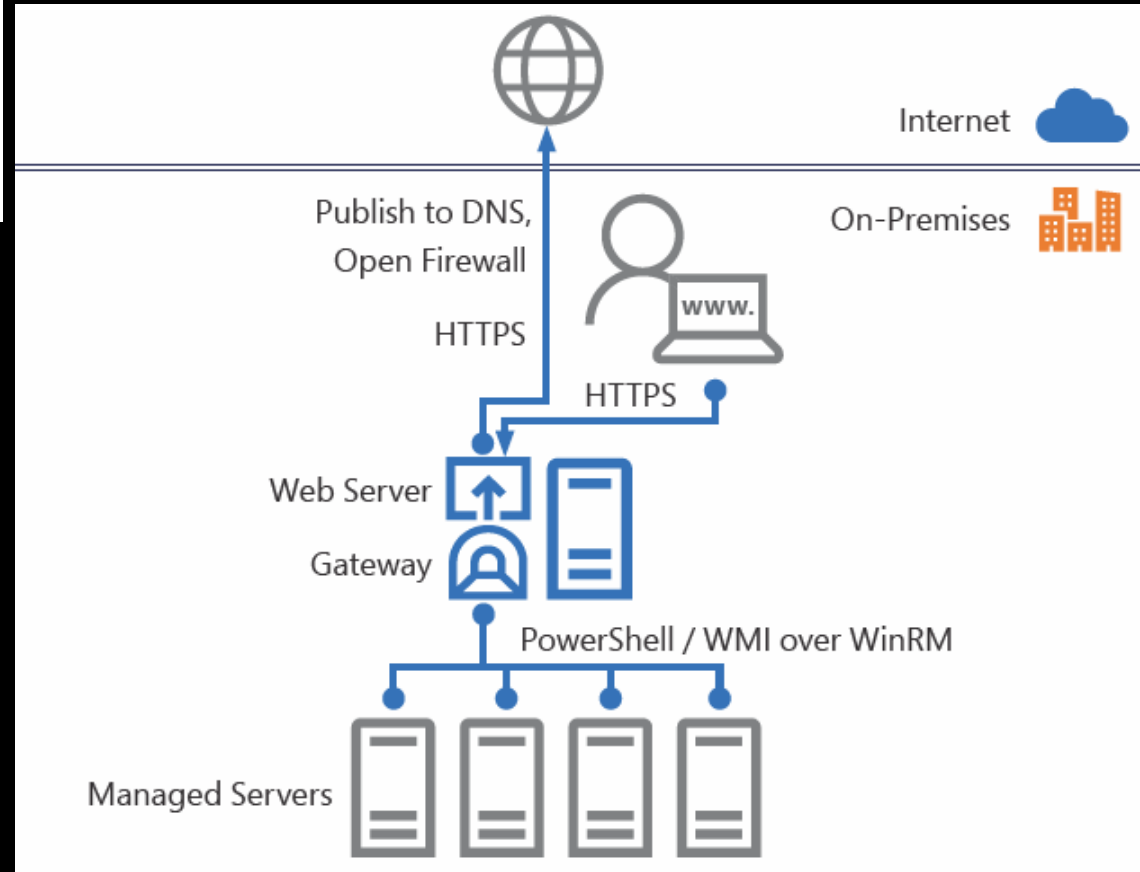 Internet
On-Premises
Publish to DNS,
Open Firewall
HTTPS
www.
HTTPS
Web Server
Gateway
PowerShell / WMI over WinRM
Managed Servers